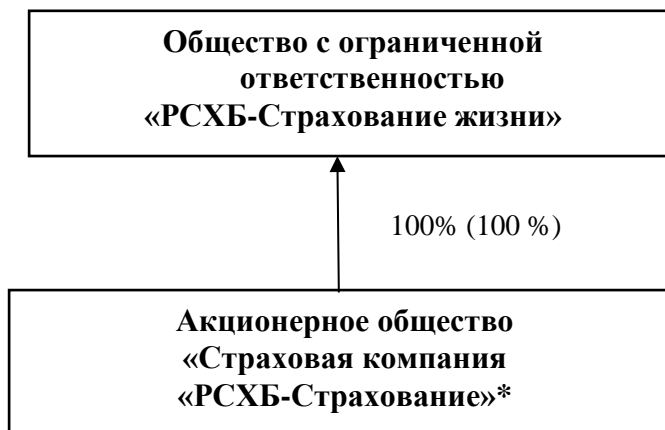 Общество с ограниченной
ответственностью
«РСХБ-Страхование жизни»
100% (100 %)
Акционерное общество
«Страховая компания
«РСХБ-Страхование»*